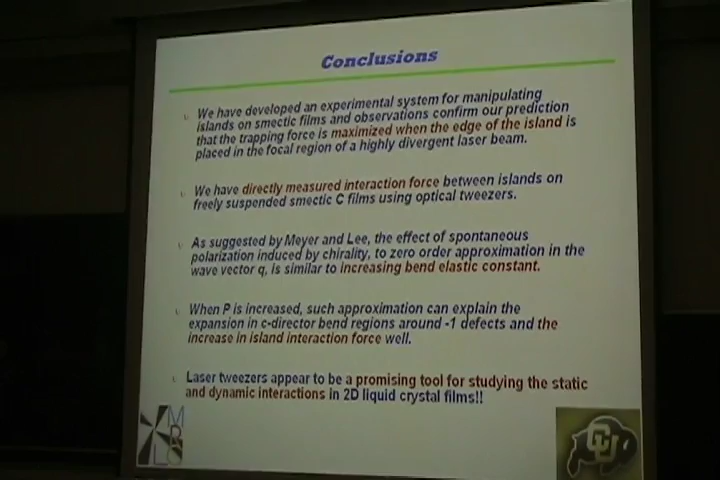 Conclusions
We have developed an experimental system for manipulating
islands on smectic films and observations confirm our prediction
that the trapping force is maximized when the edge of the island is
placed in the focal region of a highly divergent laser beam.
We have directly measured interaction force between islands on
freely suspended smectic C films using optical tweezers.
As suggested by Meyer and Lee, the effect of spontaneous
polarization induced by chirality, to zero order approximation in the
wave vector q, is similar to increasing bend elastic constant.
When P is increased, such approximation can explain the
expansion in c-director bend regions around -1 defects and the
increase in island interaction force well.
Laser tweezers appear to be a promising tool for studying the static
and dynamic interactions in 2D liquid crystal films!!
CU